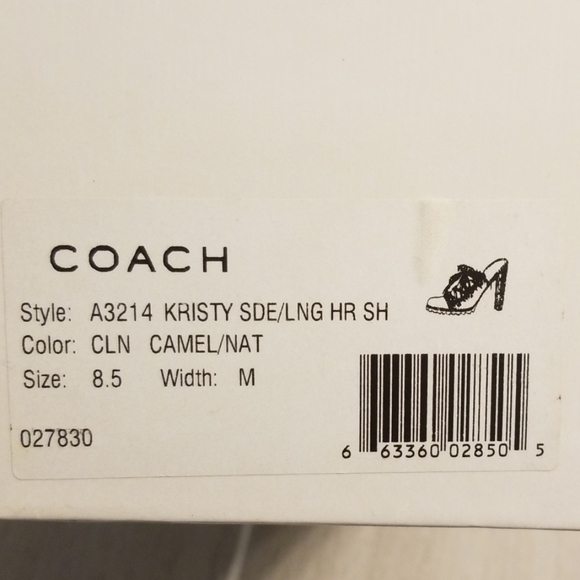 COACH
Style: A3214 KRISTY SDE/LNG HR SH
Color: CLN CAMEL/NAT
Size: 8.5 Width: M
027830
6 63360 02850 5